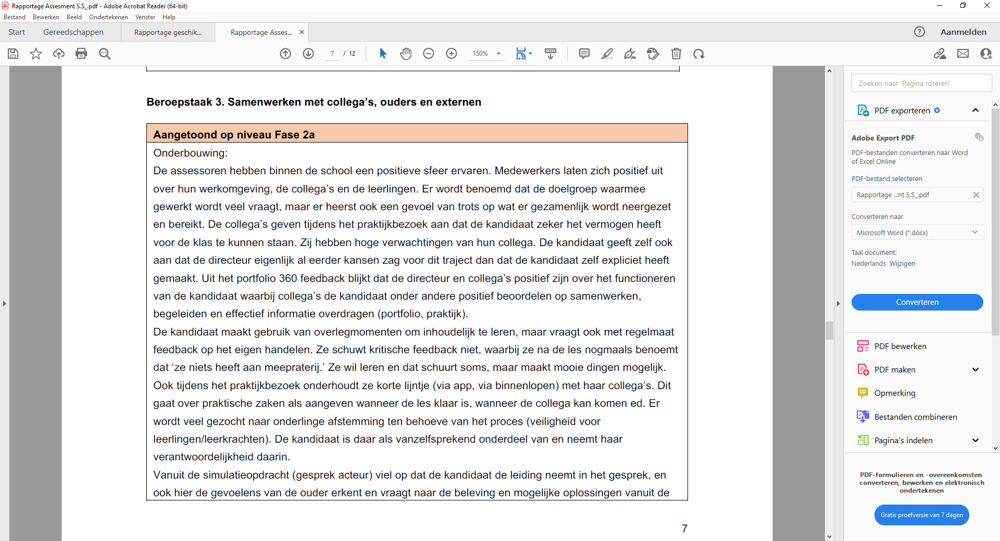 Rapportage Assesment S.S_.pdf - Adobe Acrobat Reader (64-bit)
Bestand Bewerken Beeld Ondertekenen Venster Help
Start Gereedschappen Rapportage geschik... Rapportage Asses... Aanmelden
7 / 12 150%
Zoeken naar 'Pagina roteren'
PDF exporteren
Adobe Export PDF
PDF-bestanden converteren naar Word
of Excel Online
PDF-bestand selecteren
Rapportage ...nt S.S_.pdf
Converteren naar
Microsoft Word (*.docx)
Taal document:
Nederlands Wijzigen
Converteren
PDF bewerken
PDF maken
Opmerking
Bestanden combineren
Pagina's indelen
PDF-formulieren en -overeenkomsten
converteren, bewerken en elektronisch
ondertekenen
Gratis proefversie van 7 dagen
Beroepstaak 3. Samenwerken met collega’s, ouders en externen
Aangetoond op niveau Fase 2a
Onderbouwing:
De assessoren hebben binnen de school een positieve sfeer ervaren. Medewerkers laten zich positief uit
over hun werkomgeving, de collega’s en de leerlingen. Er wordt benoemd dat de doelgroep waarmee
gewerkt wordt veel vraagt, maar er heerst ook een gevoel van trots op wat er gezamenlijk wordt neergezet
en bereikt. De collega’s geven tijdens het praktijkbezoek aan dat de kandidaat zeker het vermogen heeft
voor de klas te kunnen staan. Zij hebben hoge verwachtingen van hun collega. De kandidaat geeft zelf ook
aan dat de directeur eigenlijk al eerder kansen zag voor dit traject dan dat de kandidaat zelf expliciet heeft
gemaakt. Uit het portfolio 360 feedback blijkt dat de directeur en collega’s positief zijn over het functioneren
van de kandidaat waarbij collega’s de kandidaat onder andere positief beoordelen op samenwerken,
begeleiden en effectief informatie overdragen (portfolio, praktijk).
De kandidaat maakt gebruik van overlegmomenten om inhoudelijk te leren, maar vraagt ook met regelmaat
feedback op het eigen handelen. Ze schuwt kritische feedback niet, waarbij ze na de les nogmaals benoemt
dat ‘ze niets heeft aan meepraterij.’ Ze wil leren en dat schuurt soms, maar maakt mooie dingen mogelijk.
Ook tijdens het praktijkbezoek onderhoudt ze korte lijntje (via app, via binnenlopen) met haar collega’s. Dit
gaat over praktische zaken als aangeven wanneer de les klaar is, wanneer de collega kan komen ed. Er
wordt veel gezocht naar onderlinge afstemming ten behoeve van het proces (veiligheid voor
leerlingen/leerkrachten). De kandidaat is daar als vanzelfsprekend onderdeel van en neemt haar
verantwoordelijkheid daarin.
Vanuit de simulatieopdracht (gesprek acteur) viel op dat de kandidaat de leiding neemt in het gesprek, en
ook hier de gevoelens van de ouder erkent en vraagt naar de beleving en mogelijke oplossingen vanuit de
7